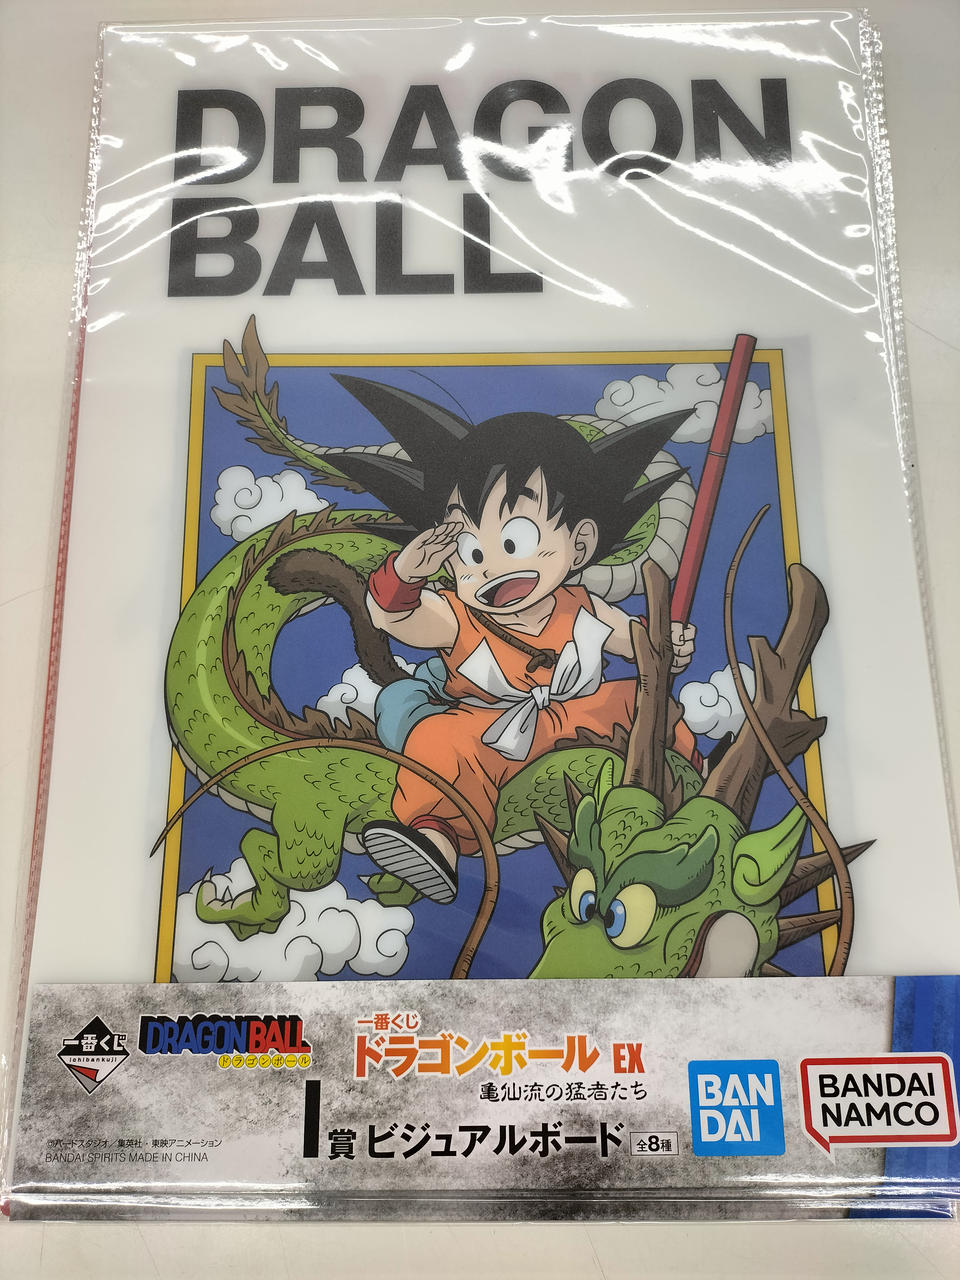 DRAGON
BALL
一番くじ
ichibankuji
DRAGONBALL
ドラゴンボール
一番くじ
ドラゴンボール EX
亀仙流の猛者たち
I賞 ビジュアルボード 全8種
©バードスタジオ／集英社・東映アニメーション
BANDAI SPIRITS MADE IN CHINA
BAN
DAI
BANDAI
NAMCO